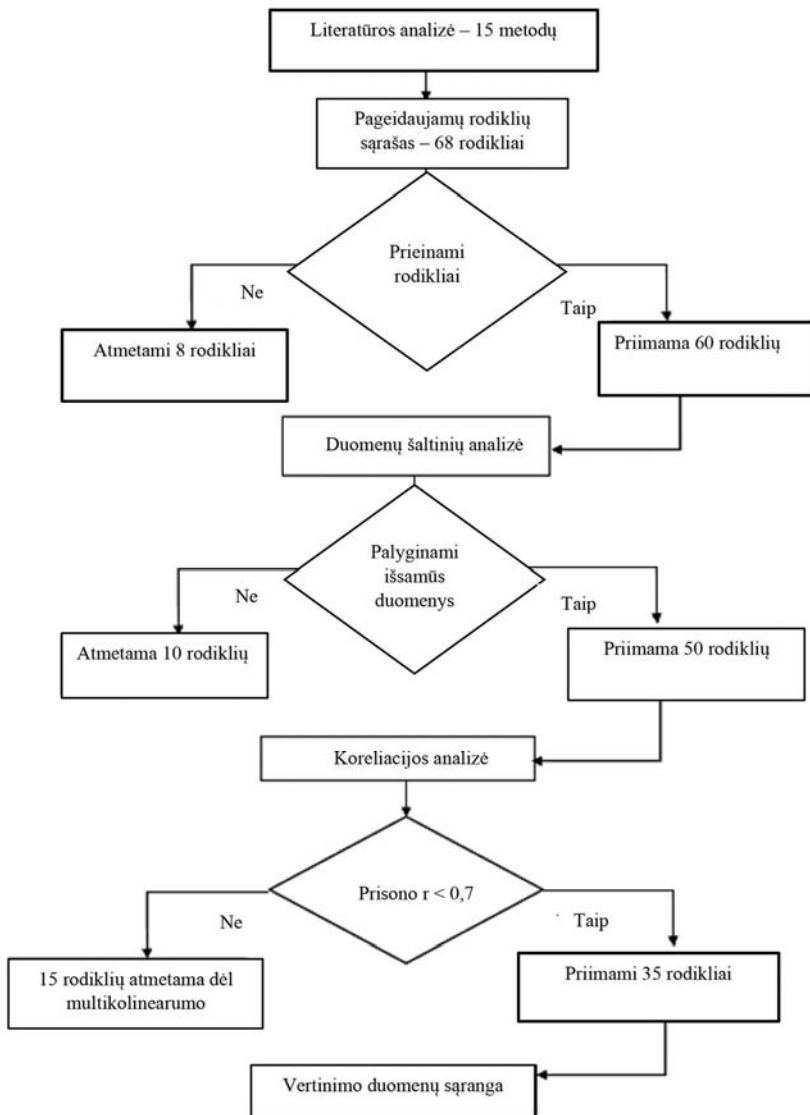 Literatūros analizė – 15 metodų
Pageidaujamų rodiklių
sąrašas – 68 rodikliai
Prieinami
rodikliai
Ne
Taip
Atmetami 8 rodikliai
Priimama 60 rodiklių
Duomenų šaltinių analizė
Palyginami
išsamūs
duomenys
Ne
Taip
Atmetama 10 rodiklių
Priimama 50 rodiklių
Koreliacijos analizė
Prisono r < 0,7
Ne
Taip
15 rodiklių atmetama dėl
multikolinearumo
Priimami 35 rodikliai
Vertinimo duomenų sąranga